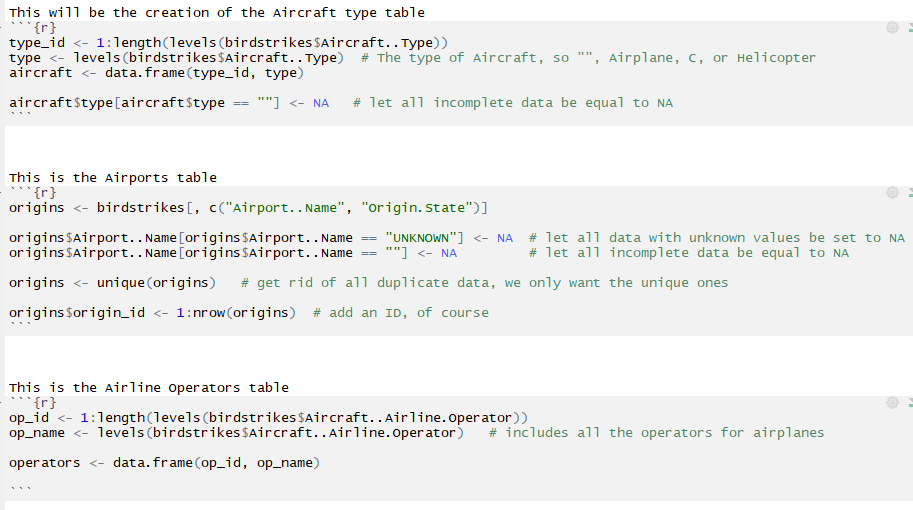 This will be the creation of the Aircraft type table
```{r}
type_id <- 1:length(levels(birdstrikes$Aircraft..Type))
type <- levels(birdstrikes$Aircraft..Type)  # The type of Aircraft, so "", Airplane, C, or Helicopter
aircraft <- data.frame(type_id, type)
aircraft$type[aircraft$type == ""] <- NA   # let all incomplete data be equal to NA
```
This is the Airports table
```{r}
origins <- birdstrikes[, c("Airport..Name", "Origin.State")]
origins$Airport..Name[origins$Airport..Name == "UNKNOWN"] <- NA  # let all data with unknown values be set to NA
origins$Airport..Name[origins$Airport..Name == ""] <- NA         # let all incomplete data be equal to NA
origins <- unique(origins)   # get rid of all duplicate data, we only want the unique ones
origins$origin_id <- 1:nrow(origins)  # add an ID, of course
```
This is the Airline Operators table
```{r}
op_id <- 1:length(levels(birdstrikes$Aircraft..Airline.Operator))
op_name <- levels(birdstrikes$Aircraft..Airline.Operator)   # includes all the operators for airplanes
operators <- data.frame(op_id, op_name)
```